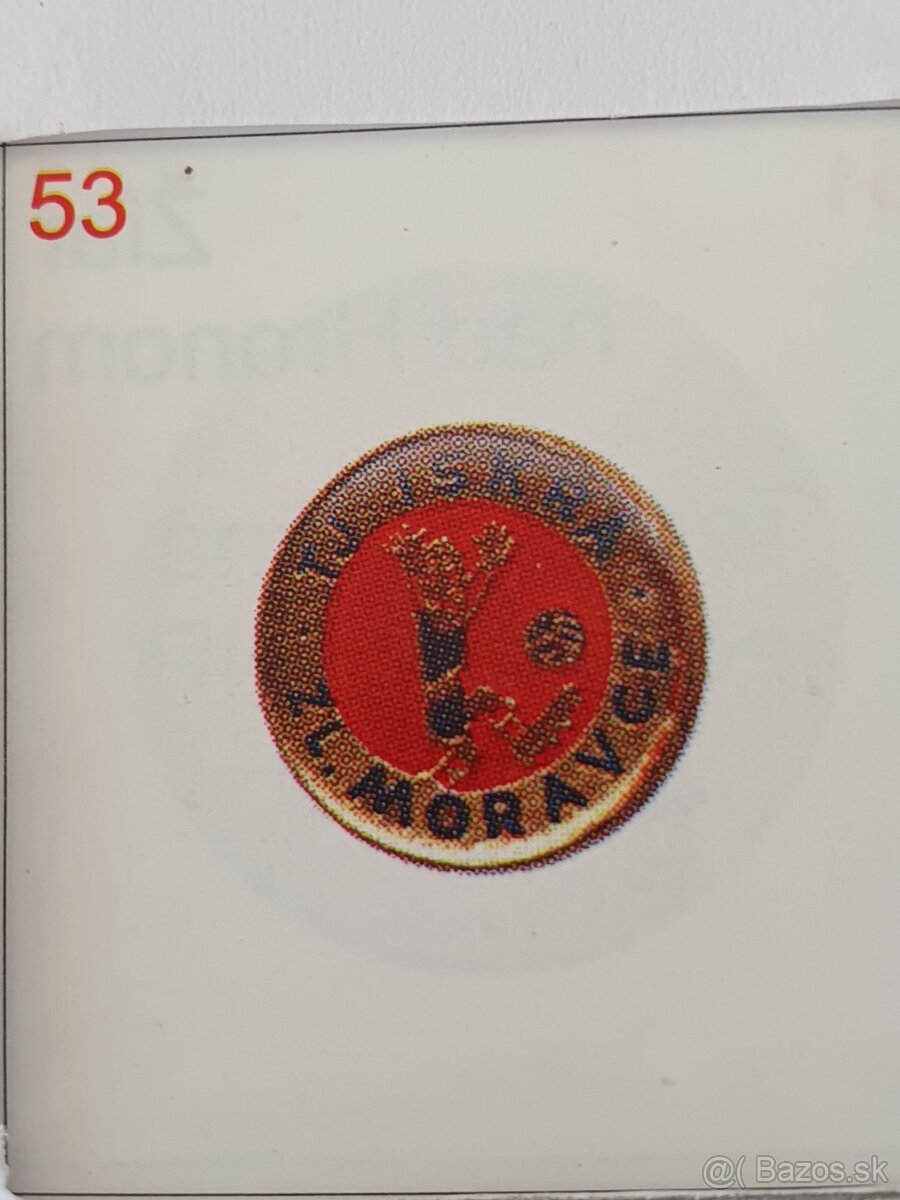 53
TJ ISKRA
ZL. MORAVCE
@( Bazos.sk